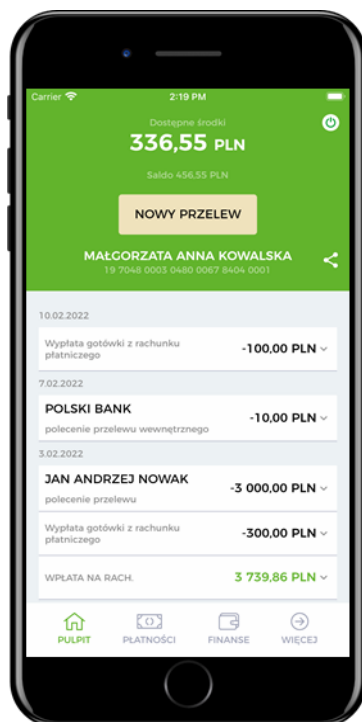 Carrier 2:19 PM
Dostępne środki
336,55 PLN
Saldo 456,55 PLN
NOWY PRZELEW
MAŁGORZATA ANNA KOWALSKA
19 7048 0003 0480 0067 8404 0001
10.02.2022
Wypłata gotówki z rachunku
płatniczego
-100,00 PLN
7.02.2022
POLSKI BANK
polecenie przelewu wewnętrznego
-10,00 PLN
3.02.2022
JAN ANDRZEJ NOWAK
polecenie przelewu
-3 000,00 PLN
Wypłata gotówki z rachunku
płatniczego
-300,00 PLN
WPŁATA NA RACH.
3 739,86 PLN
PULPIT PŁATNOŚCI FINANSE WIĘCEJ